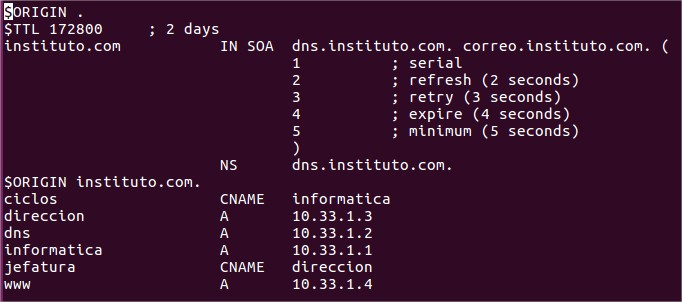 $ORIGIN .
$TTL 172800     ; 2 days
instituto.com           IN SOA  dns.instituto.com. correo.instituto.com. (
                                1          ; serial
                                2          ; refresh (2 seconds)
                                3          ; retry (3 seconds)
                                4          ; expire (4 seconds)
                                5          ; minimum (5 seconds)
                                )
                        NS      dns.instituto.com.
$ORIGIN instituto.com.
ciclos                  CNAME   informatica
direccion               A       10.33.1.3
dns                     A       10.33.1.2
informatica             A       10.33.1.1
jefatura                CNAME   direccion
www                     A       10.33.1.4